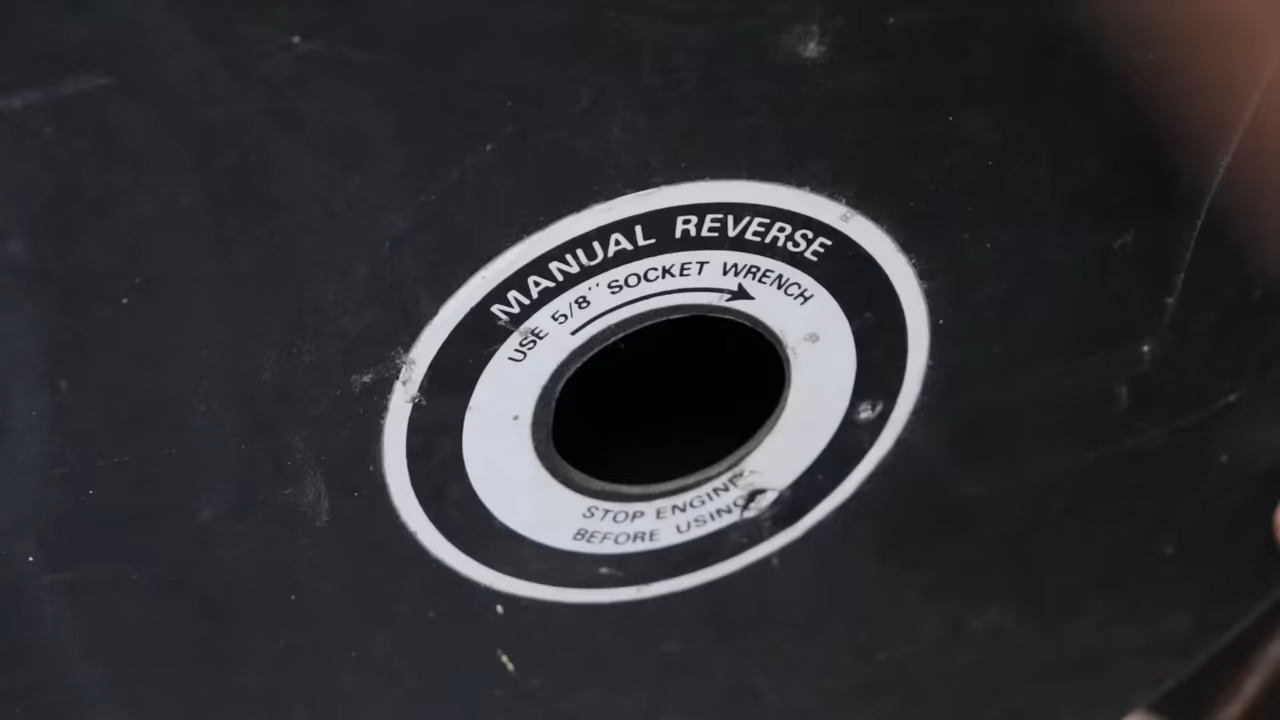 MANUAL REVERSE
USE 5/8" SOCKET WRENCH
STOP ENGINE
BEFORE USING